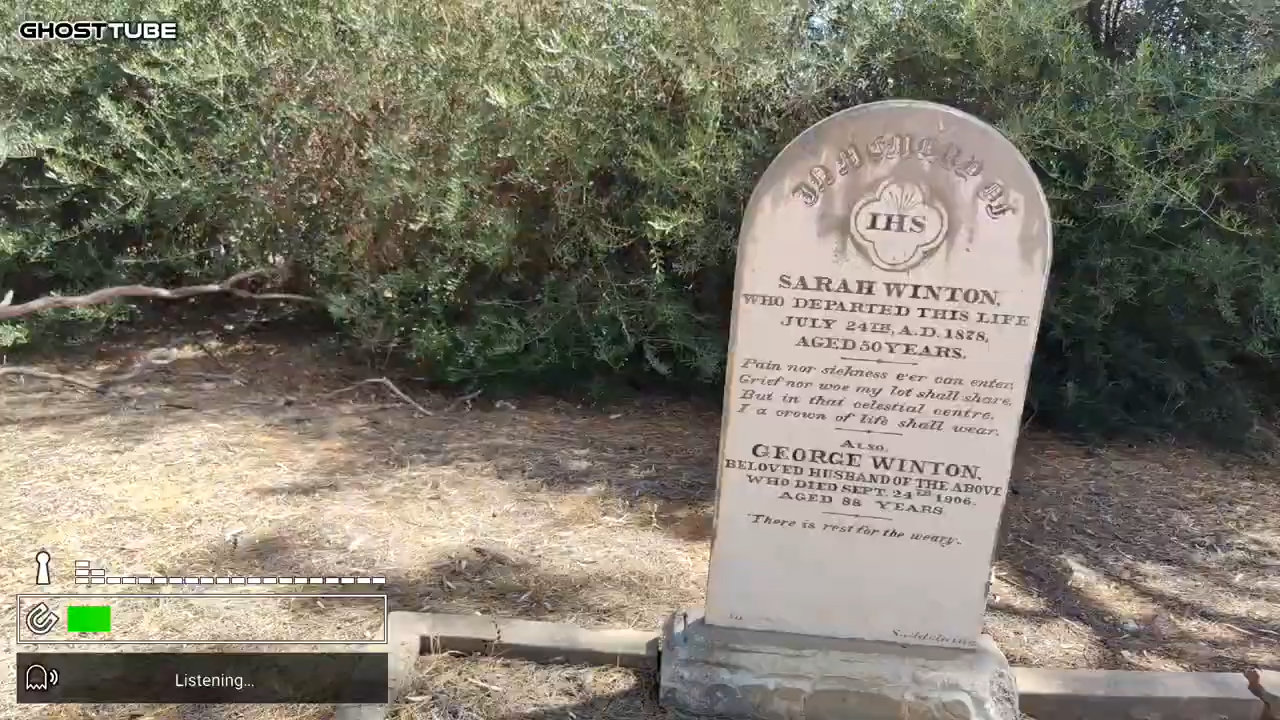 GHOSTTUBE
IN MEMORY OF
IHS
SARAH WINTON,
WHO DEPARTED THIS LIFE
JULY 24TH, A.D. 1878,
AGED 50 YEARS.
Pain nor sickness e'er can enter,
Grief nor woe my lot shall share,
But in that celestial centre,
I a crown of life shall wear.
ALSO,
GEORGE WINTON,
BELOVED HUSBAND OF THE ABOVE
WHO DIED SEPT. 24TH 1906.
AGED 88 YEARS
"There is rest for the weary."
Listening...